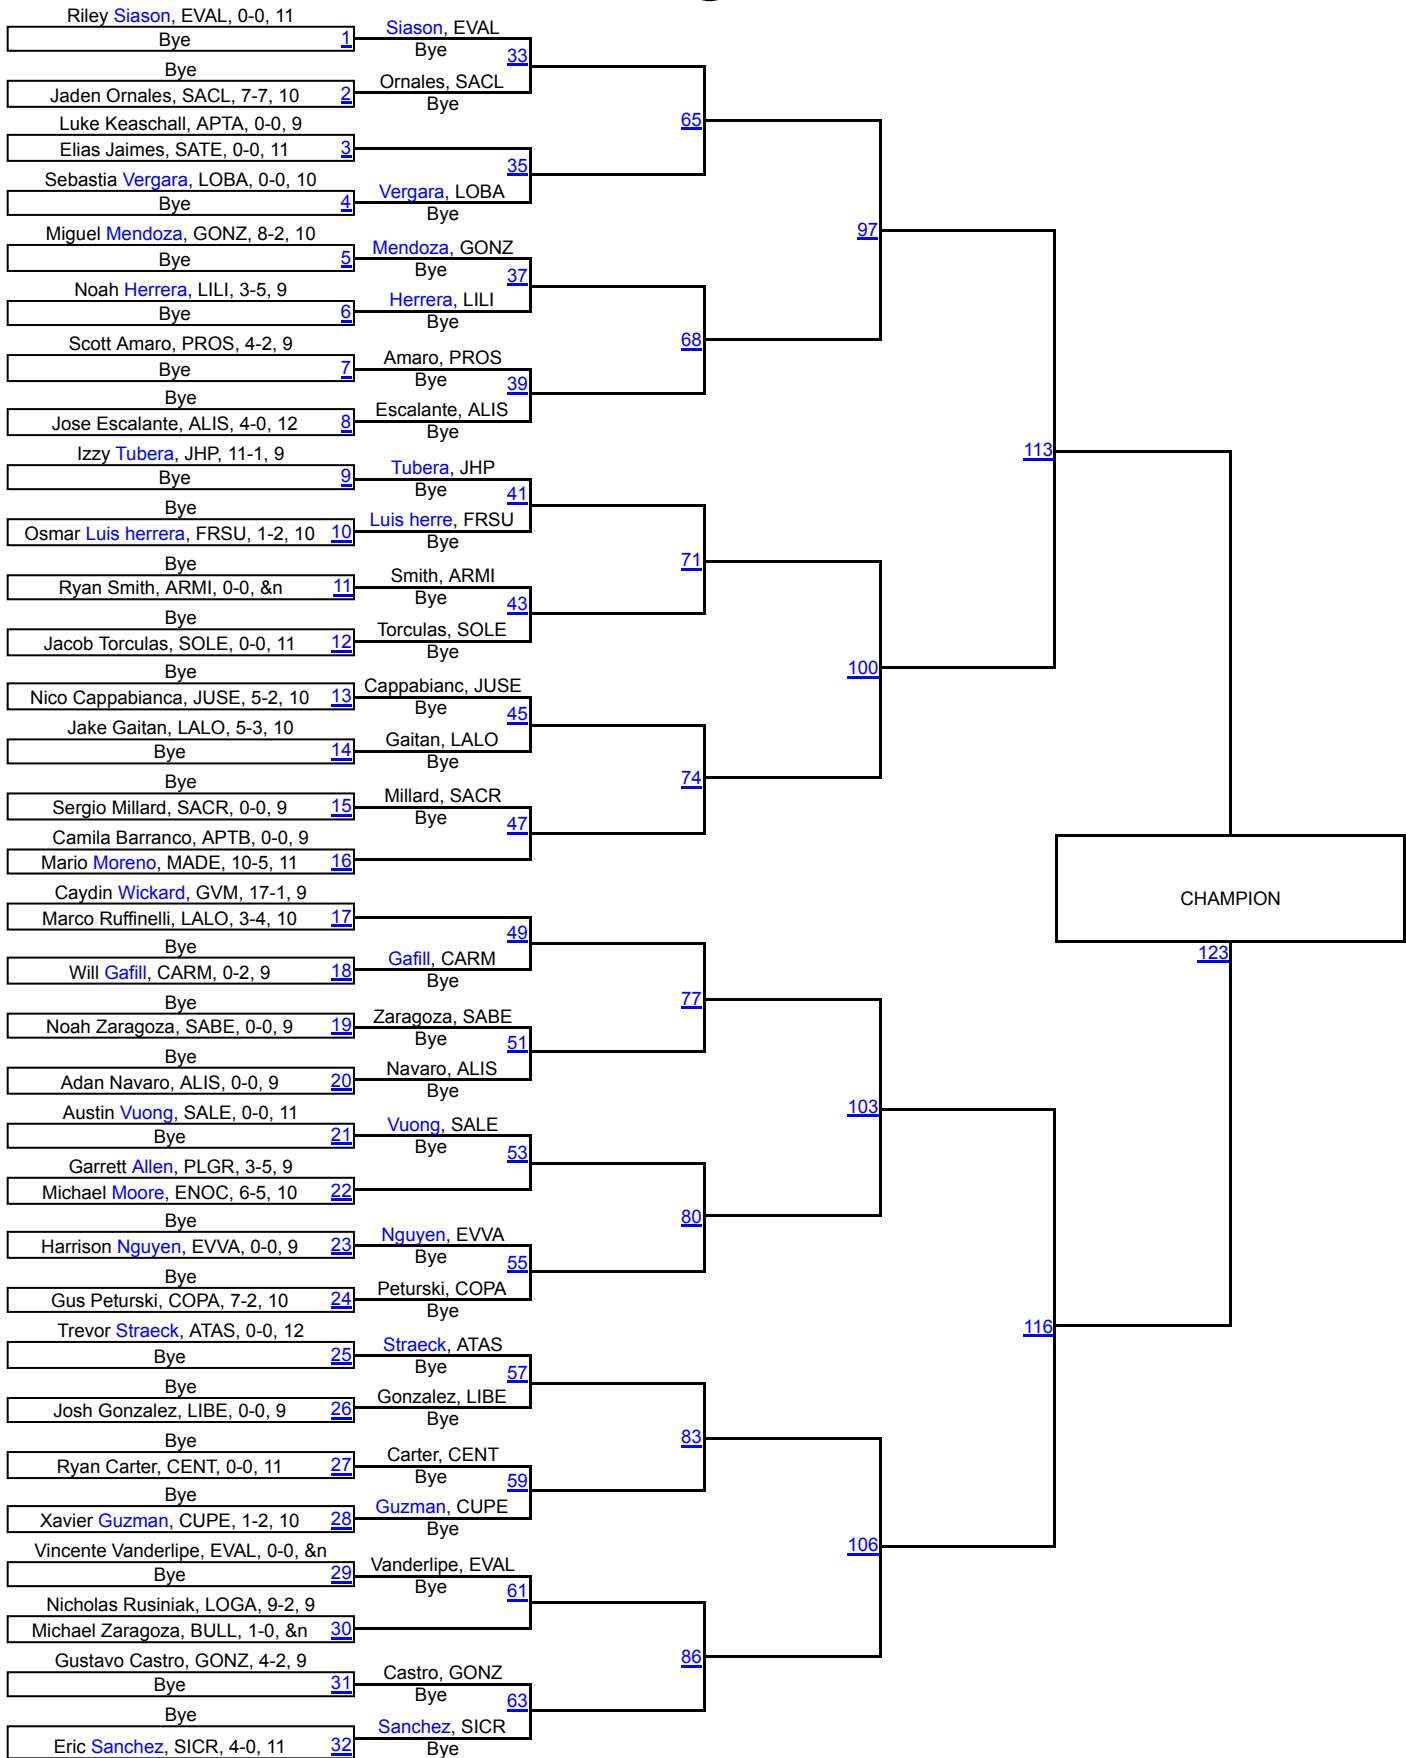 Riley Siason, EVAL, 0-0, 11
Bye 1
Bye
Jaden Ornales, SACL, 7-7, 10 2
Luke Keaschall, APTA, 0-0, 9
Elias Jaimes, SATE, 0-0, 11 3
Sebastia Vergara, LOBA, 0-0, 10
Bye 4
Miguel Mendoza, GONZ, 8-2, 10
Bye 5
Noah Herrera, LILI, 3-5, 9
Bye 6
Scott Amaro, PROS, 4-2, 9
Bye 7
Bye
Jose Escalante, ALIS, 4-0, 12 8
Izzy Tubera, JHP, 11-1, 9
Bye 9
Bye
Osmar Luis herrera, FRSU, 1-2, 10 10
Bye
Ryan Smith, ARMI, 0-0, &n 11
Bye
Jacob Torculas, SOLE, 0-0, 11 12
Bye
Nico Cappabianca, JUSE, 5-2, 10 13
Jake Gaitan, LALO, 5-3, 10
Bye 14
Bye
Sergio Millard, SACR, 0-0, 9 15
Camila Barranco, APTB, 0-0, 9
Mario Moreno, MADE, 10-5, 11 16
Caydin Wickard, GVM, 17-1, 9
Marco Ruffinelli, LALO, 3-4, 10 17
Bye
Will Gafill, CARM, 0-2, 9 18
Bye
Noah Zaragoza, SABE, 0-0, 9 19
Bye
Adan Navaro, ALIS, 0-0, 9 20
Austin Vuong, SALE, 0-0, 11
Bye 21
Garrett Allen, PLGR, 3-5, 9
Michael Moore, ENOC, 6-5, 10 22
Bye
Harrison Nguyen, EVVA, 0-0, 9 23
Bye
Gus Peturski, COPA, 7-2, 10 24
Trevor Straeck, ATAS, 0-0, 12
Bye 25
Bye
Josh Gonzalez, LIBE, 0-0, 9 26
Bye
Ryan Carter, CENT, 0-0, 11 27
Bye
Xavier Guzman, CUPE, 1-2, 10 28
Vincente Vanderlipe, EVAL, 0-0, &n
Bye 29
Nicholas Rusiniak, LOGA, 9-2, 9
Michael Zaragoza, BULL, 1-0, &n 30
Gustavo Castro, GONZ, 4-2, 9
Bye 31
Bye
Eric Sanchez, SICR, 4-0, 11 32
Siason, EVAL
Bye
33
Ornales, SACL
Bye
35
Vergara, LOBA
Bye
Mendoza, GONZ
Bye
37
Herrera, LILI
Bye
Amaro, PROS
Bye
39
Escalante, ALIS
Bye
Tubera, JHP
Bye
41
Luis herre, FRSU
Bye
Smith, ARMI
Bye
43
Torculas, SOLE
Bye
Cappabianc, JUSE
Bye
45
Gaitan, LALO
Bye
Millard, SACR
Bye
47
49
Gafill, CARM
Bye
Zaragoza, SABE
Bye
51
Navaro, ALIS
Bye
Vuong, SALE
Bye
53
Nguyen, EVVA
Bye
55
Peturski, COPA
Bye
Straeck, ATAS
Bye
57
Gonzalez, LIBE
Bye
Carter, CENT
Bye
59
Guzman, CUPE
Bye
Vanderlipe, EVAL
Bye
61
Castro, GONZ
Bye
63
Sanchez, SICR
Bye
65
68
71
74
77
80
83
86
97
100
103
106
113
116
CHAMPION
123